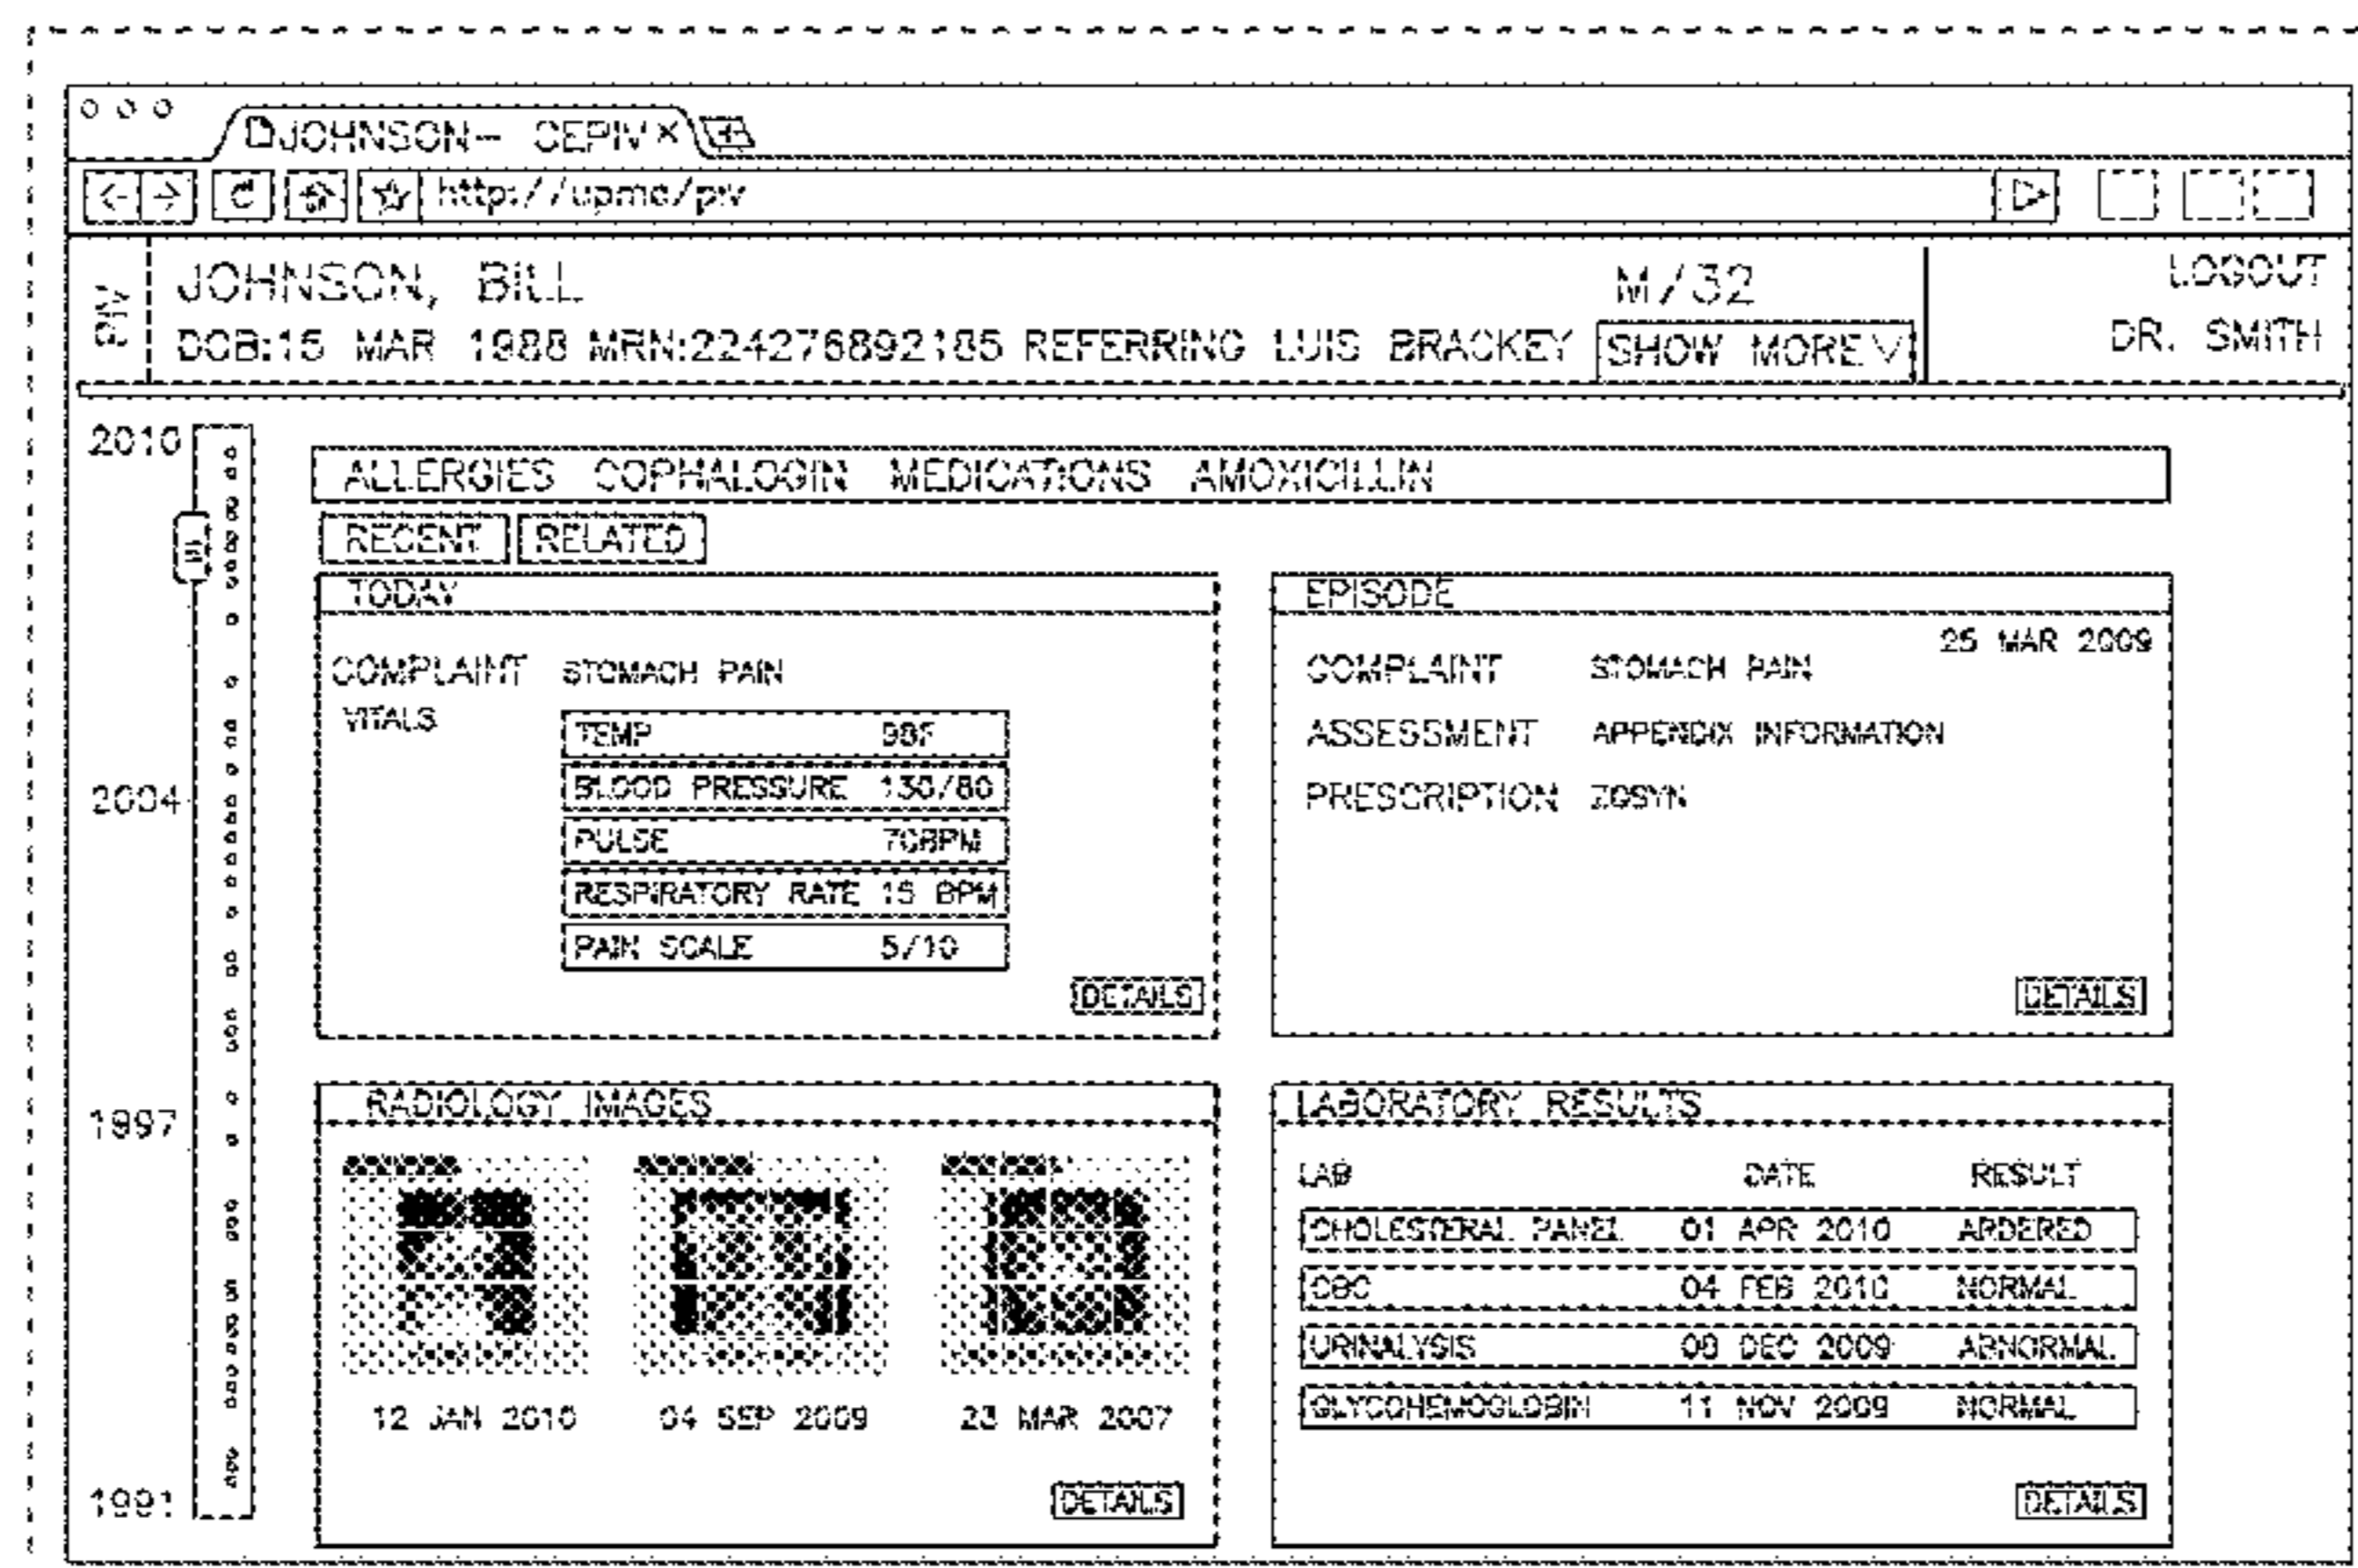 JOHNSON- CEPIV
http://upmc/piv
PIV
JOHNSON, BILL M/32 LOGOUT
DOB:15 MAR 1988 MRN:224276892185 REFERRING LUIS BRACKEY SHOW MORE DR. SMITH
2010
ALLERGIES COPHALOGIN MEDICATIONS AMOXICILLIN
RECENT RELATED
TODAY
COMPLAINT STOMACH PAIN
VITALS
TEMP 98F
BLOOD PRESSURE 130/80
PULSE 70BPM
RESPIRATORY RATE 15 BPM
PAIN SCALE 5/10
DETAILS
EPISODE
25 MAR 2009
COMPLAINT STOMACH PAIN
ASSESSMENT APPENDIX INFORMATION
PRESCRIPTION ZOSYN
DETAILS
2004
1997
1991
RADIOLOGY IMAGES
12 JAN 2010 04 SEP 2009 23 MAR 2007
DETAILS
LABORATORY RESULTS
LAB DATE RESULT
CHOLESTERAL PANEL 01 APR 2010 ARDERED
CBC 04 FEB 2010 NORMAL
URINALYSIS 08 DEC 2009 ABNORMAL
GLYCOHEMOGLOBIN 11 NOV 2009 NORMAL
DETAILS